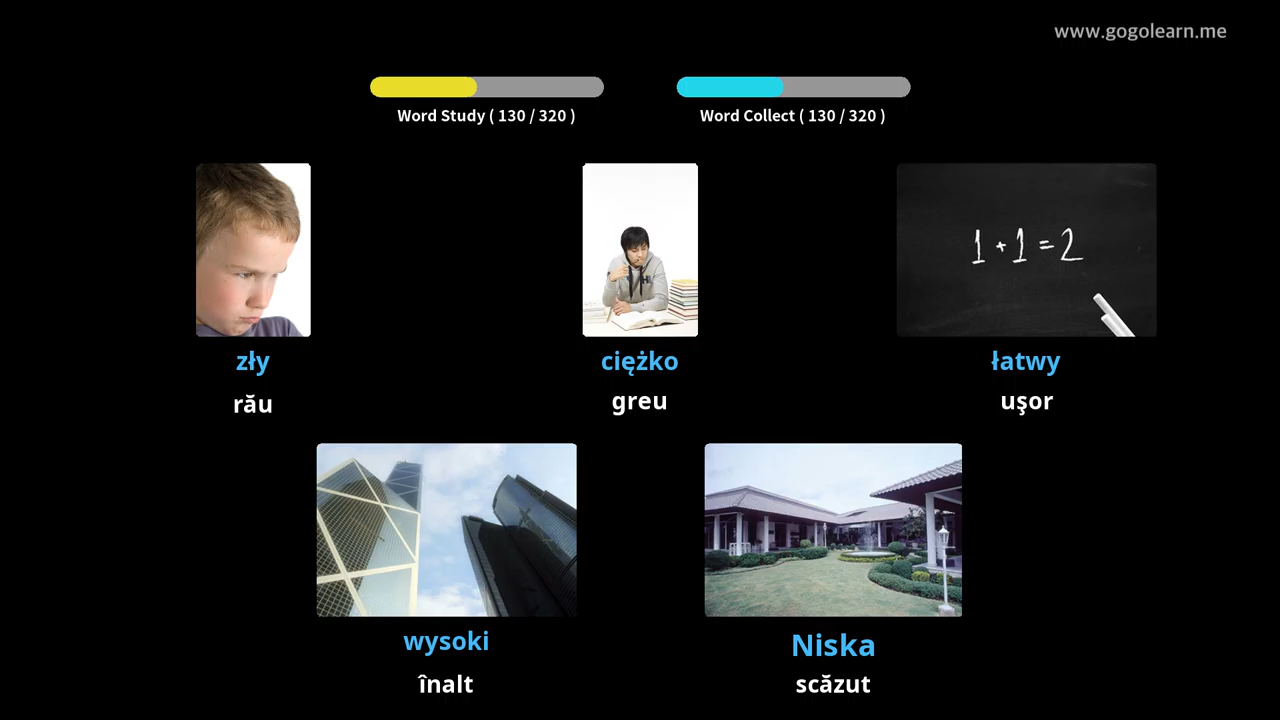 www.gogolearn.me
Word Study ( 130 / 320 )
Word Collect ( 130 / 320 )
1 + 1 = 2
zły
ciężko
łatwy
rău
greu
uşor
wysoki
Niska
înalt
scăzut